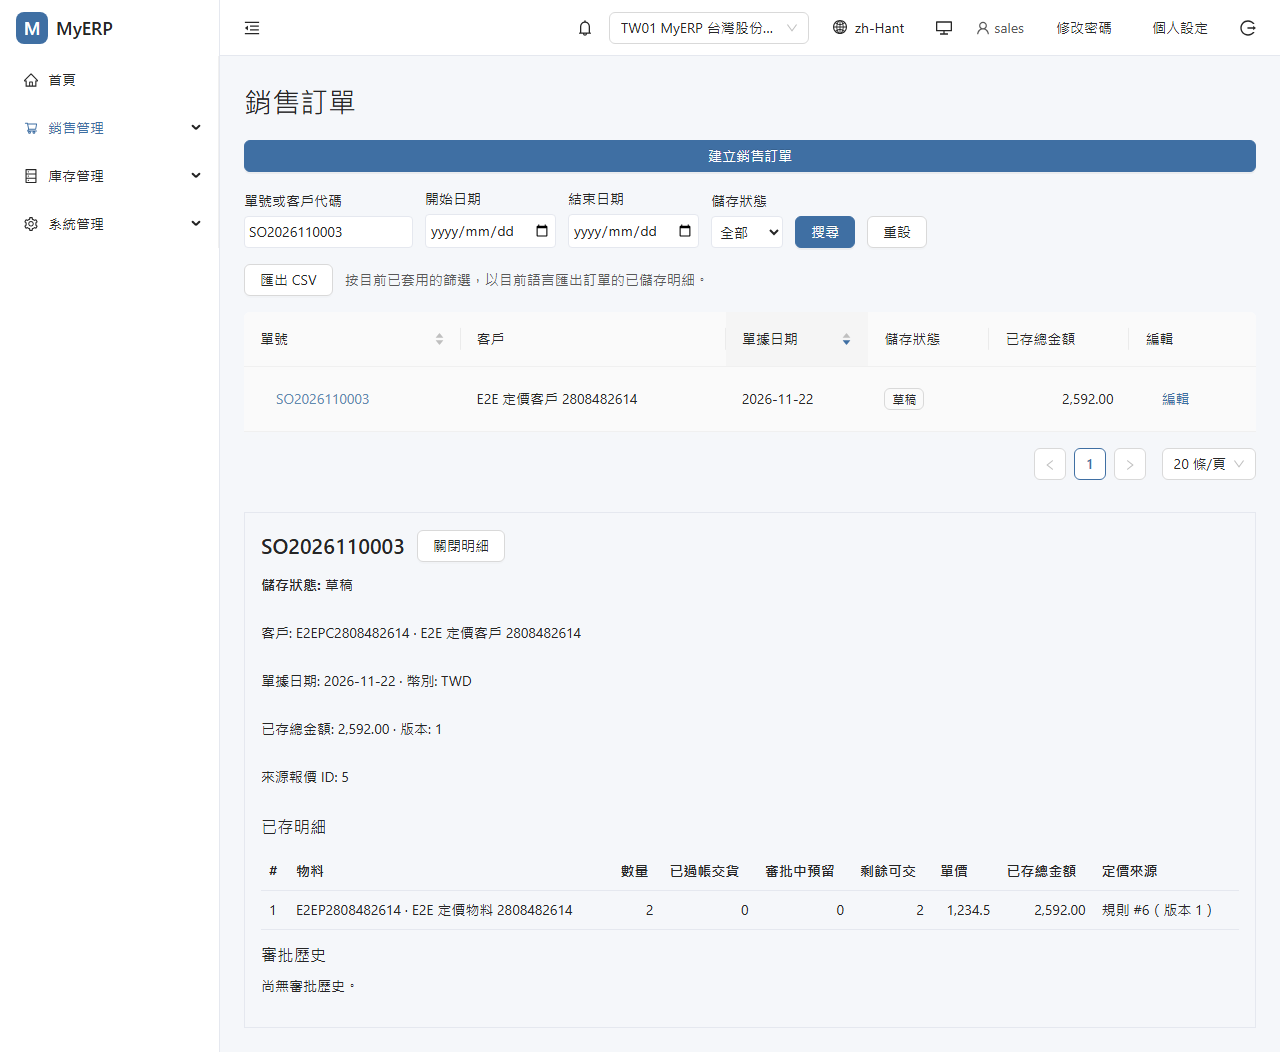 M MyERP
TW01 MyERP 台灣股份... zh-Hant sales 修改密碼 個人設定
首頁
銷售管理
庫存管理
系統管理
銷售訂單
建立銷售訂單
單號或客戶代碼 開始日期 結束日期 儲存狀態
SO2026110003 yyyy/mm/dd yyyy/mm/dd 全部 搜尋 重設
匯出 CSV 按目前已套用的篩選，以目前語言匯出訂單的已儲存明細。
單號 客戶 單據日期 儲存狀態 已存總金額 編輯
SO2026110003 E2E 定價客戶 2808482614 2026-11-22 草稿 2,592.00 編輯
< 1 > 20 條/頁
SO2026110003 關閉明細
儲存狀態: 草稿
客戶: E2EPC2808482614 · E2E 定價客戶 2808482614
單據日期: 2026-11-22 · 幣別: TWD
已存總金額: 2,592.00 · 版本: 1
來源報價 ID: 5
已存明細
# 物料 數量 已過帳交貨 審批中預留 剩餘可交 單價 已存總金額 定價來源
1 E2EP2808482614 · E2E 定價物料 2808482614 2 0 0 2 1,234.5 2,592.00 規則 #6（版本 1）
審批歷史
尚無審批歷史。